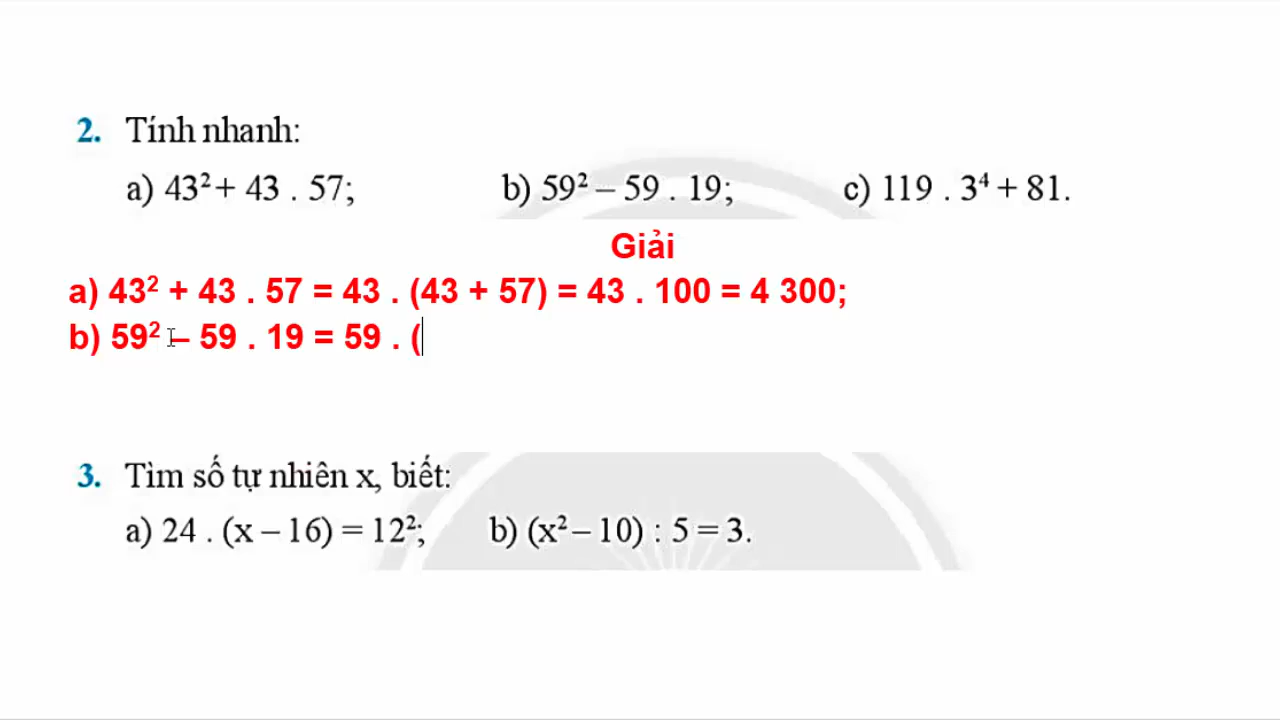 2. Tính nhanh:
a) 43² + 43 . 57; b) 59² – 59 . 19; c) 119 . 3⁴ + 81.
Giải
a) 43² + 43 . 57 = 43 . (43 + 57) = 43 . 100 = 4 300;
b) 59² – 59 . 19 = 59 . (
3. Tìm số tự nhiên x, biết:
a) 24 . (x – 16) = 12²; b) (x² – 10) : 5 = 3.